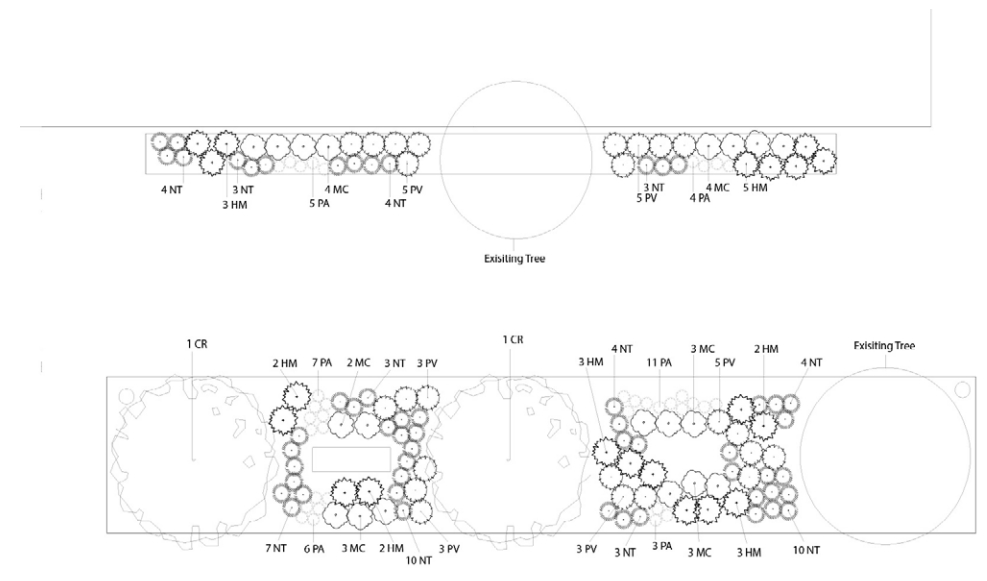 4 NT
3 NT
4 MC
5 PV
3 HM
5 PA
4 NT
3 NT
4 MC
5 HM
5 PV
4 PA
Exisiting Tree
1 CR
1 CR
Exisiting Tree
2 HM
7 PA
2 MC
3 NT
3 PV
3 HM
4 NT
11 PA
3 MC
5 PV
2 HM
4 NT
7 NT
6 PA
3 MC
2 HM
10 NT
3 PV
3 PV
3 NT
3 PA
3 MC
3 HM
10 NT